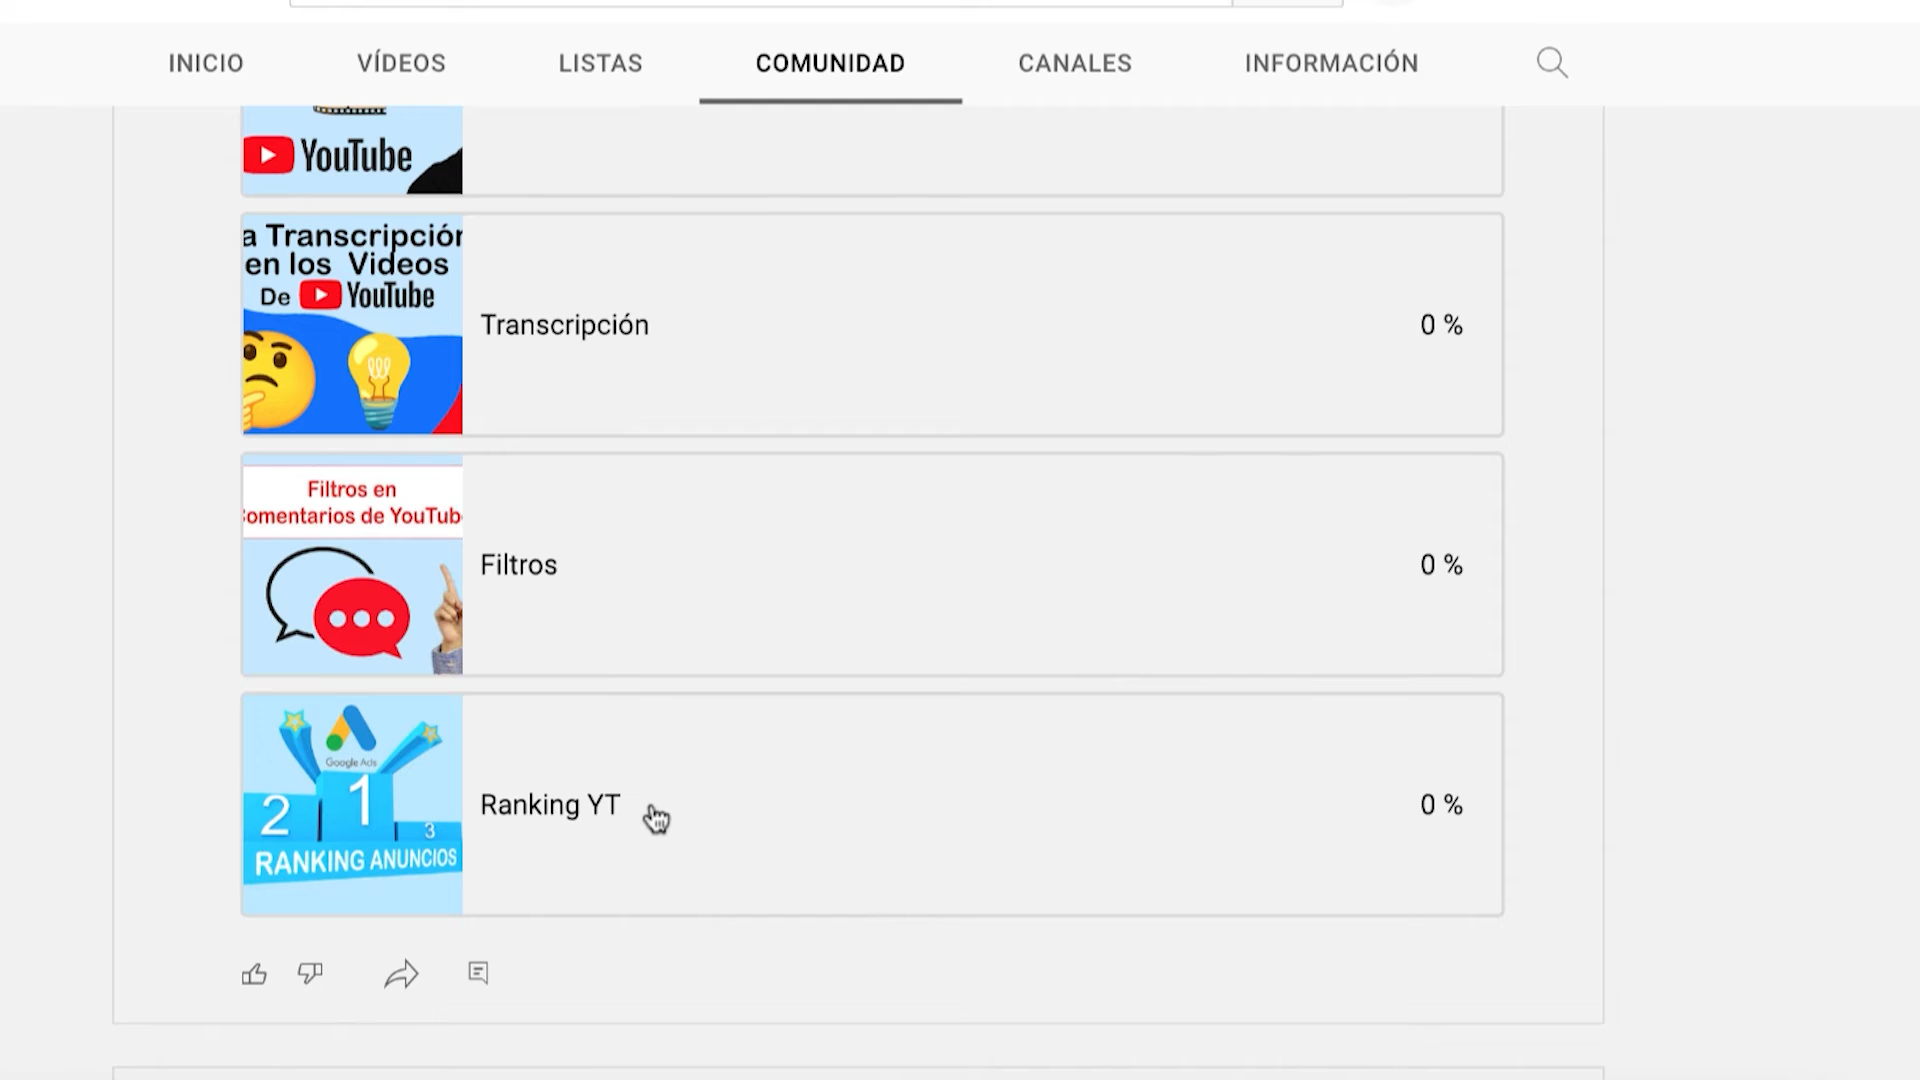 INICIO VÍDEOS LISTAS COMUNIDAD CANALES INFORMACIÓN
YouTube
a Transcripción
en los Videos
De YouTube
Transcripción 0 %
Filtros en
comentarios de YouTub
Filtros 0 %
Google Ads
2 1 3
RANKING ANUNCIOS
Ranking YT 0 %